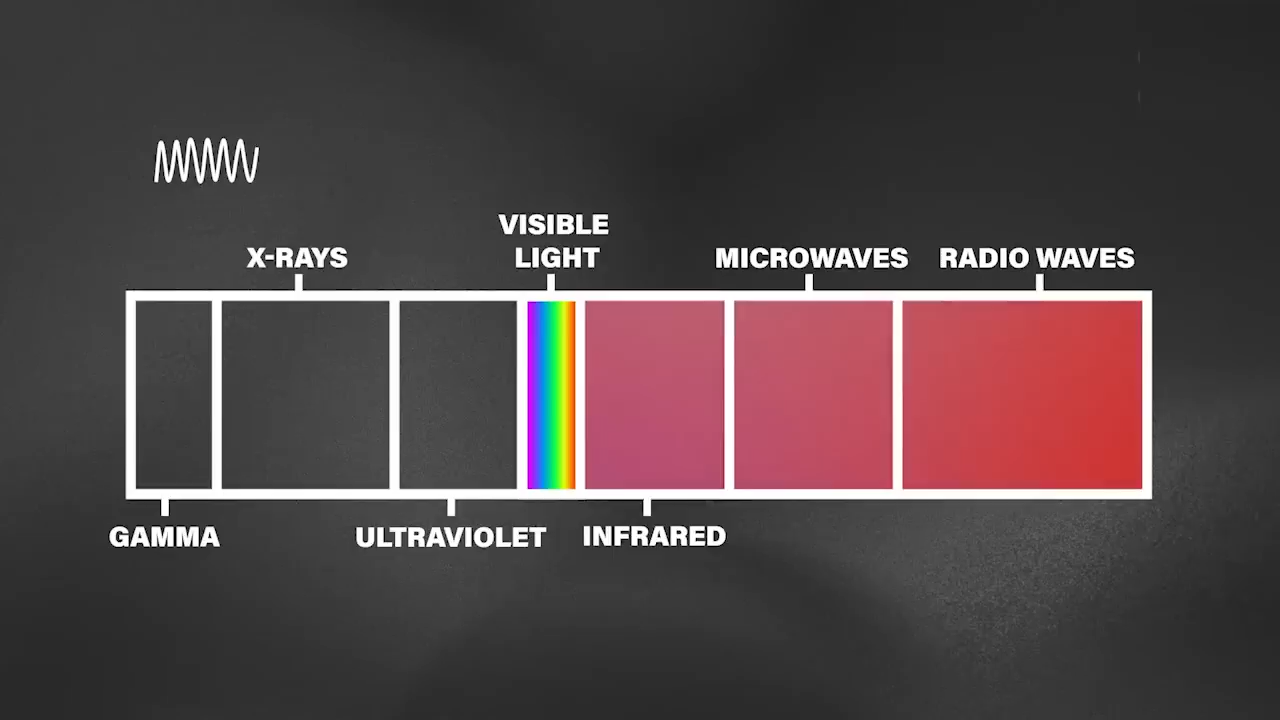 VISIBLE
LIGHT
X-RAYS
MICROWAVES
RADIO WAVES
GAMMA
ULTRAVIOLET
INFRARED